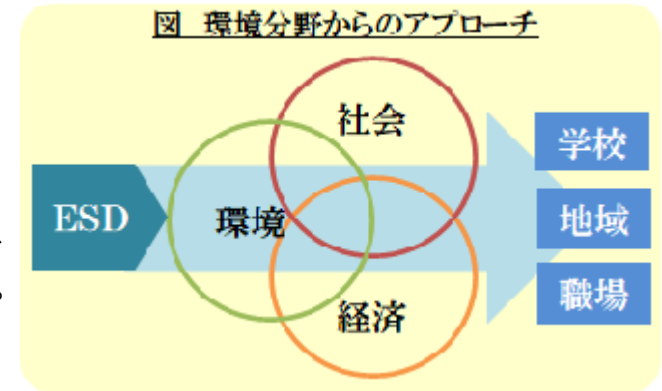 図 環境分野からのアプローチ
社会
学校
ESD
環境
地域
経済
職場